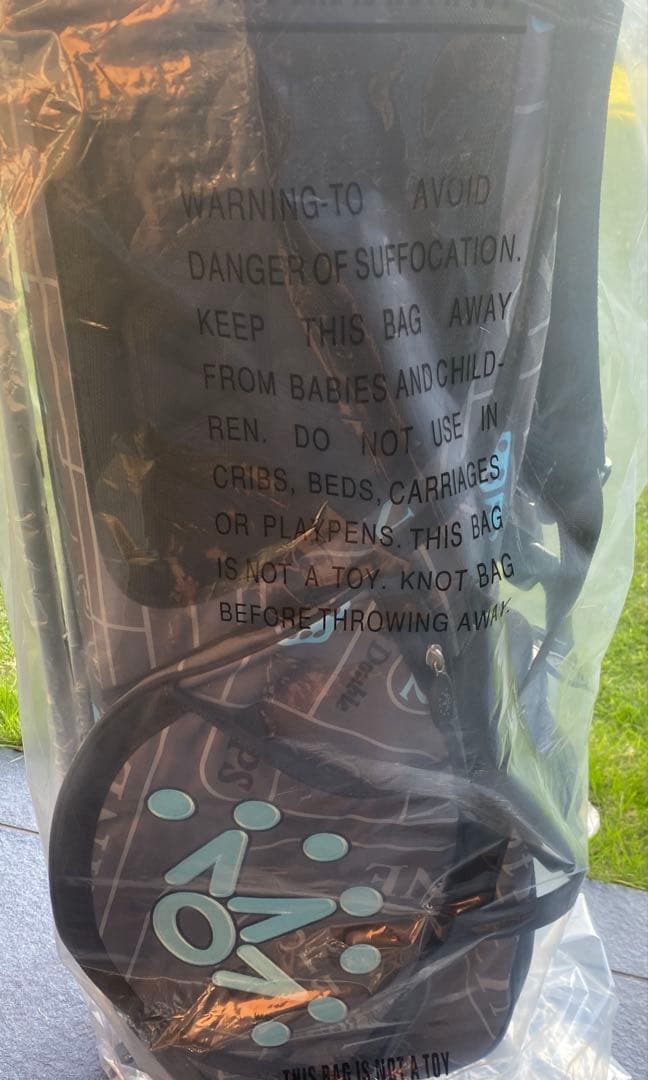 WARNING-TO AVOID
DANGER OF SUFFOCATION.
KEEP THIS BAG AWAY
FROM BABIES AND CHILD-
REN. DO NOT USE IN
CRIBS, BEDS, CARRIAGES
OR PLAYPENS. THIS BAG
IS NOT A TOY. KNOT BAG
BEFORE THROWING AWAY.
Double
THIS BAG IS NOT A TOY